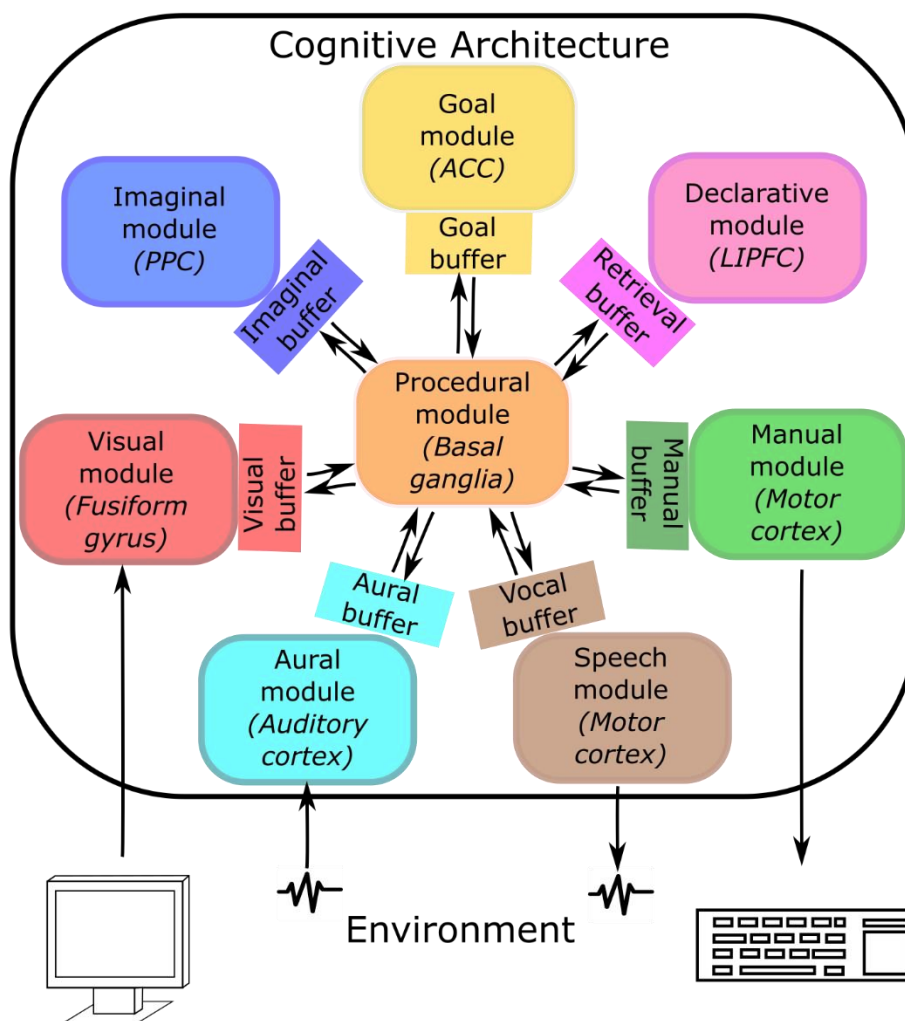 Cognitive Architecture
Goal
module
(ACC)
Goal
buffer
Imaginal
module
(PPC)
Imaginal
buffer
Declarative
module
(LIPFC)
Retrieval
buffer
Procedural
module
(Basal
ganglia)
Visual
module
(Fusiform
gyrus)
Visual
buffer
Manual
buffer
Manual
module
(Motor
cortex)
Aural
buffer
Aural
module
(Auditory
cortex)
Vocal
buffer
Speech
module
(Motor
cortex)
Environment